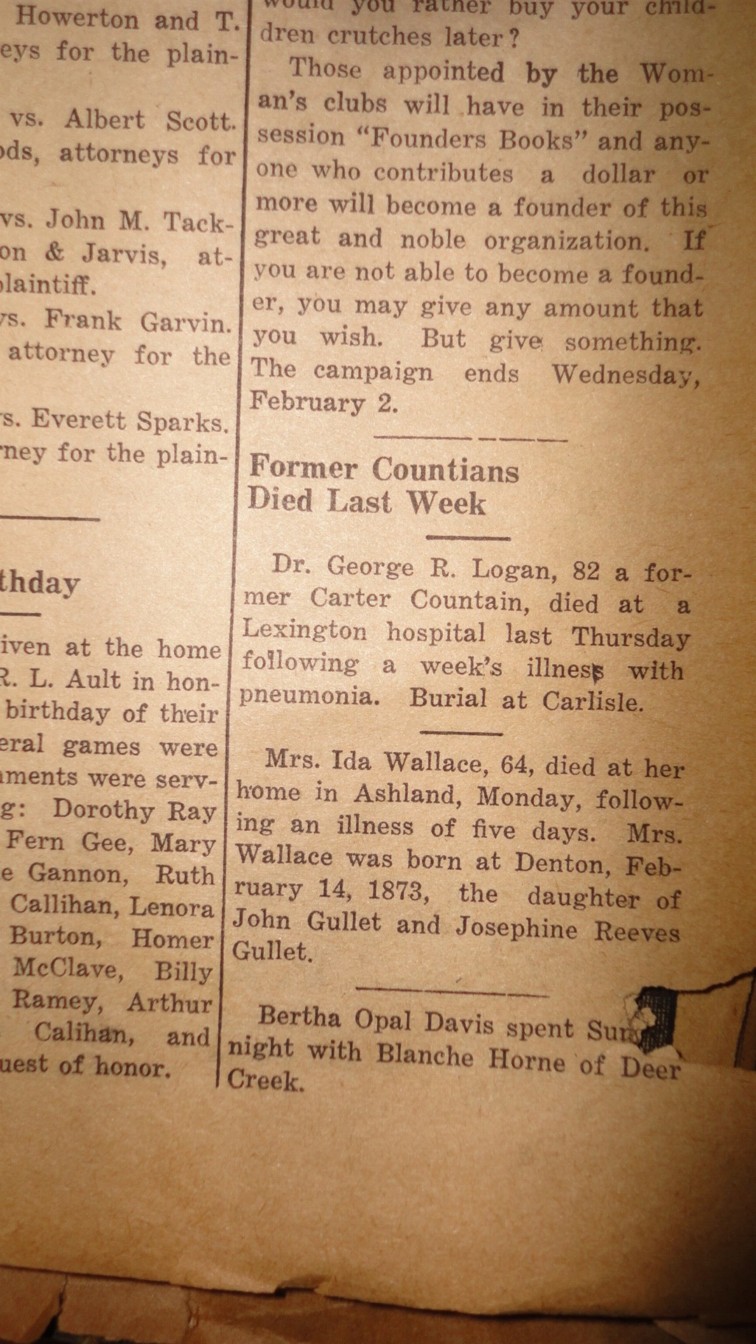 Howerton and T.
eys for the plain-
vs. Albert Scott.
ods, attorneys for
vs. John M. Tack-
on & Jarvis, at-
plaintiff.
vs. Frank Garvin.
attorney for the
s. Everett Sparks.
ney for the plain-
thday
iven at the home
R. L. Ault in hon-
birthday of their
eral games were
ments were serv-
g: Dorothy Ray
Fern Gee, Mary
e Gannon, Ruth
Callihan, Lenora
Burton, Homer
McClave, Billy
Ramey, Arthur
Calihan, and
uest of honor.
would you rather buy your child-
dren crutches later?
Those appointed by the Wom-
an's clubs will have in their pos-
session "Founders Books" and any-
one who contributes a dollar or
more will become a founder of this
great and noble organization. If
you are not able to become a found-
er, you may give any amount that
you wish. But give something.
The campaign ends Wednesday,
February 2.
Former Countians
Died Last Week
Dr. George R. Logan, 82 a for-
mer Carter Countain, died at a
Lexington hospital last Thursday
following a week's illness with
pneumonia. Burial at Carlisle.
Mrs. Ida Wallace, 64, died at her
home in Ashland, Monday, follow-
ing an illness of five days. Mrs.
Wallace was born at Denton, Feb-
ruary 14, 1873, the daughter of
John Gullet and Josephine Reeves
Gullet.
Bertha Opal Davis spent Sun
night with Blanche Horne of Deer
Creek.